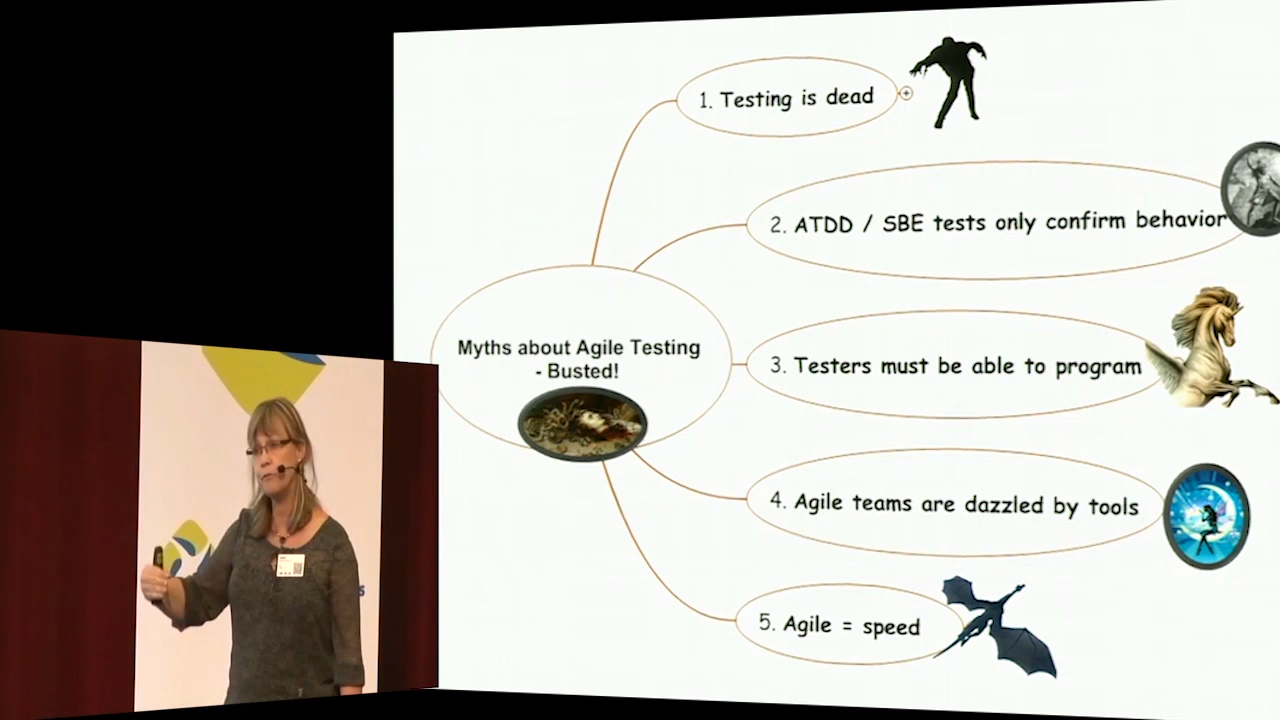 1. Testing is dead
2. ATDD / SBE tests only confirm behavior
Myths about Agile Testing
- Busted!
3. Testers must be able to program
4. Agile teams are dazzled by tools
5. Agile = speed